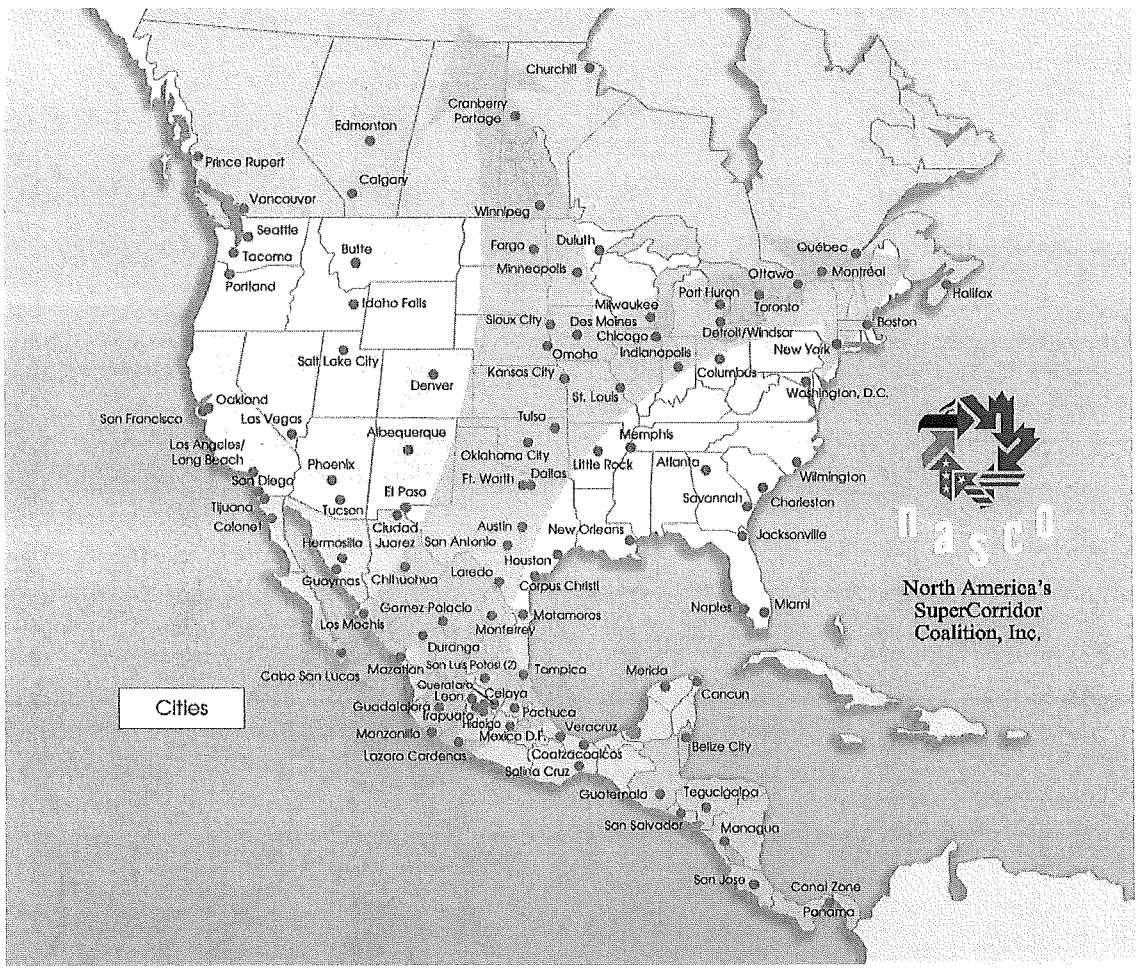 Churchill
Cranberry
Portage
Edmonton
Prince Rupert
Calgary
Vancouver
Winnipeg
Seattle
Butte
Fargo
Duluth
Québec
Tacoma
Minneapolis
Ottawa
Montréal
Portland
Port Huron
Halifax
Idaho Falls
Milwaukee
Toronto
Sioux City
Des Moines
Boston
Chicago
Detroit/Windsor
Salt Lake City
Omaha
Indianapolis
New York
Kansas City
Columbus
Denver
St. Louis
Washington, D.C.
Oakland
San Francisco
Las Vegas
Tulsa
Albequerque
Memphis
Los Angeles/
Long Beach
Oklahoma City
Little Rock
Atlanta
Phoenix
Ft. Worth
Dallas
Wilmington
San Diego
El Paso
Savannah
Charleston
Tijuana
Tucson
Colonet
Ciudad
Juarez
Austin
New Orleans
Jacksonville
Hermosillo
San Antonio
Houston
Guaymas
Chihuahua
Laredo
Corpus Christi
nasco
North America's
SuperCorridor
Coalition, Inc.
Los Mochis
Gomez Palacio
Monterrey
Matamoros
Naples
Miami
Durango
Cabo San Lucas
Mazatlan
San Luis Potosi (2)
Tampico
Merida
Cancun
Queretaro
Leon
Celaya
Cities
Guadalajara
Irapuato
Pachuca
Hidalgo
Veracruz
Manzanillo
Mexico D.F.
Belize City
Lazaro Cardenas
Coatzacoalcos
Salina Cruz
Guatemala
Tegucigalpa
San Salvador
Managua
San Jose
Canal Zone
Panama